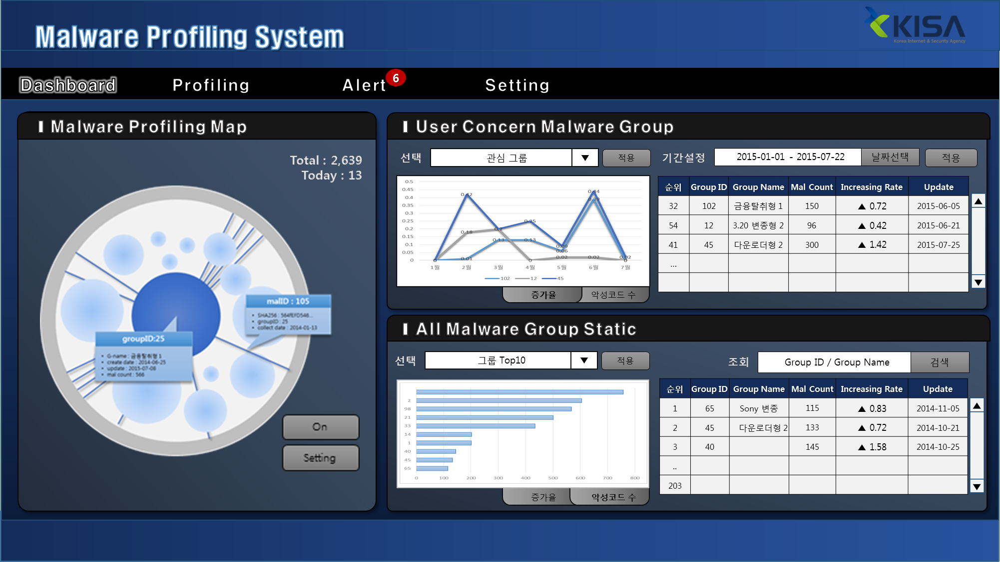 Malware Profiling System
KISA
Korea Internet & Security Agency
Dashboard Profiling Alert 6 Setting
Malware Profiling Map
Total : 2,639
Today : 13
malID : 105
• SHA256 : 564fEFD546...
• groupID : 25
• collect date : 2014-01-13
groupID:25
• G-name : 금융탈취형 1
• create date : 2014-06-25
• update : 2015-07-08
• mal count : 566
On
Setting
User Concern Malware Group
선택 관심 그룹 ▼ 적용 기간설정 2015-01-01 - 2015-07-22 날짜선택 적용
0.5
0.45
0.4
0.35
0.3
0.25
0.2
0.15
0.1
0.05
0
0 0.01 0.13 0.13 0.06 0.39 0
0.18 0 0.02 0.02
0.42 0.2 0.25 0.09 0.44 0.02
1월 2월 3월 4월 5월 6월 7월
102 12 45
증가율 악성코드 수
순위 Group ID Group Name Mal Count Increasing Rate Update
32 102 금융탈취형 1 150 ▲ 0.72 2015-06-05
54 12 3.20 변종형 2 96 ▲ 0.42 2015-06-21
41 45 다운로더형 2 300 ▲ 1.42 2015-07-25
...
All Malware Group Static
선택 그룹 Top10 ▼ 적용 조회 Group ID / Group Name 검색
2
98
21
33
14
1
40
45
65
0 100 200 300 400 500 600 700 800
증가율 악성코드 수
순위 Group ID Group Name Mal Count Increasing Rate Update
1 65 Sony 변종 115 ▲ 0.83 2014-11-05
2 45 다운로더형 2 133 ▲ 0.72 2014-10-21
3 40 145 ▲ 1.58 2014-10-25
..
203